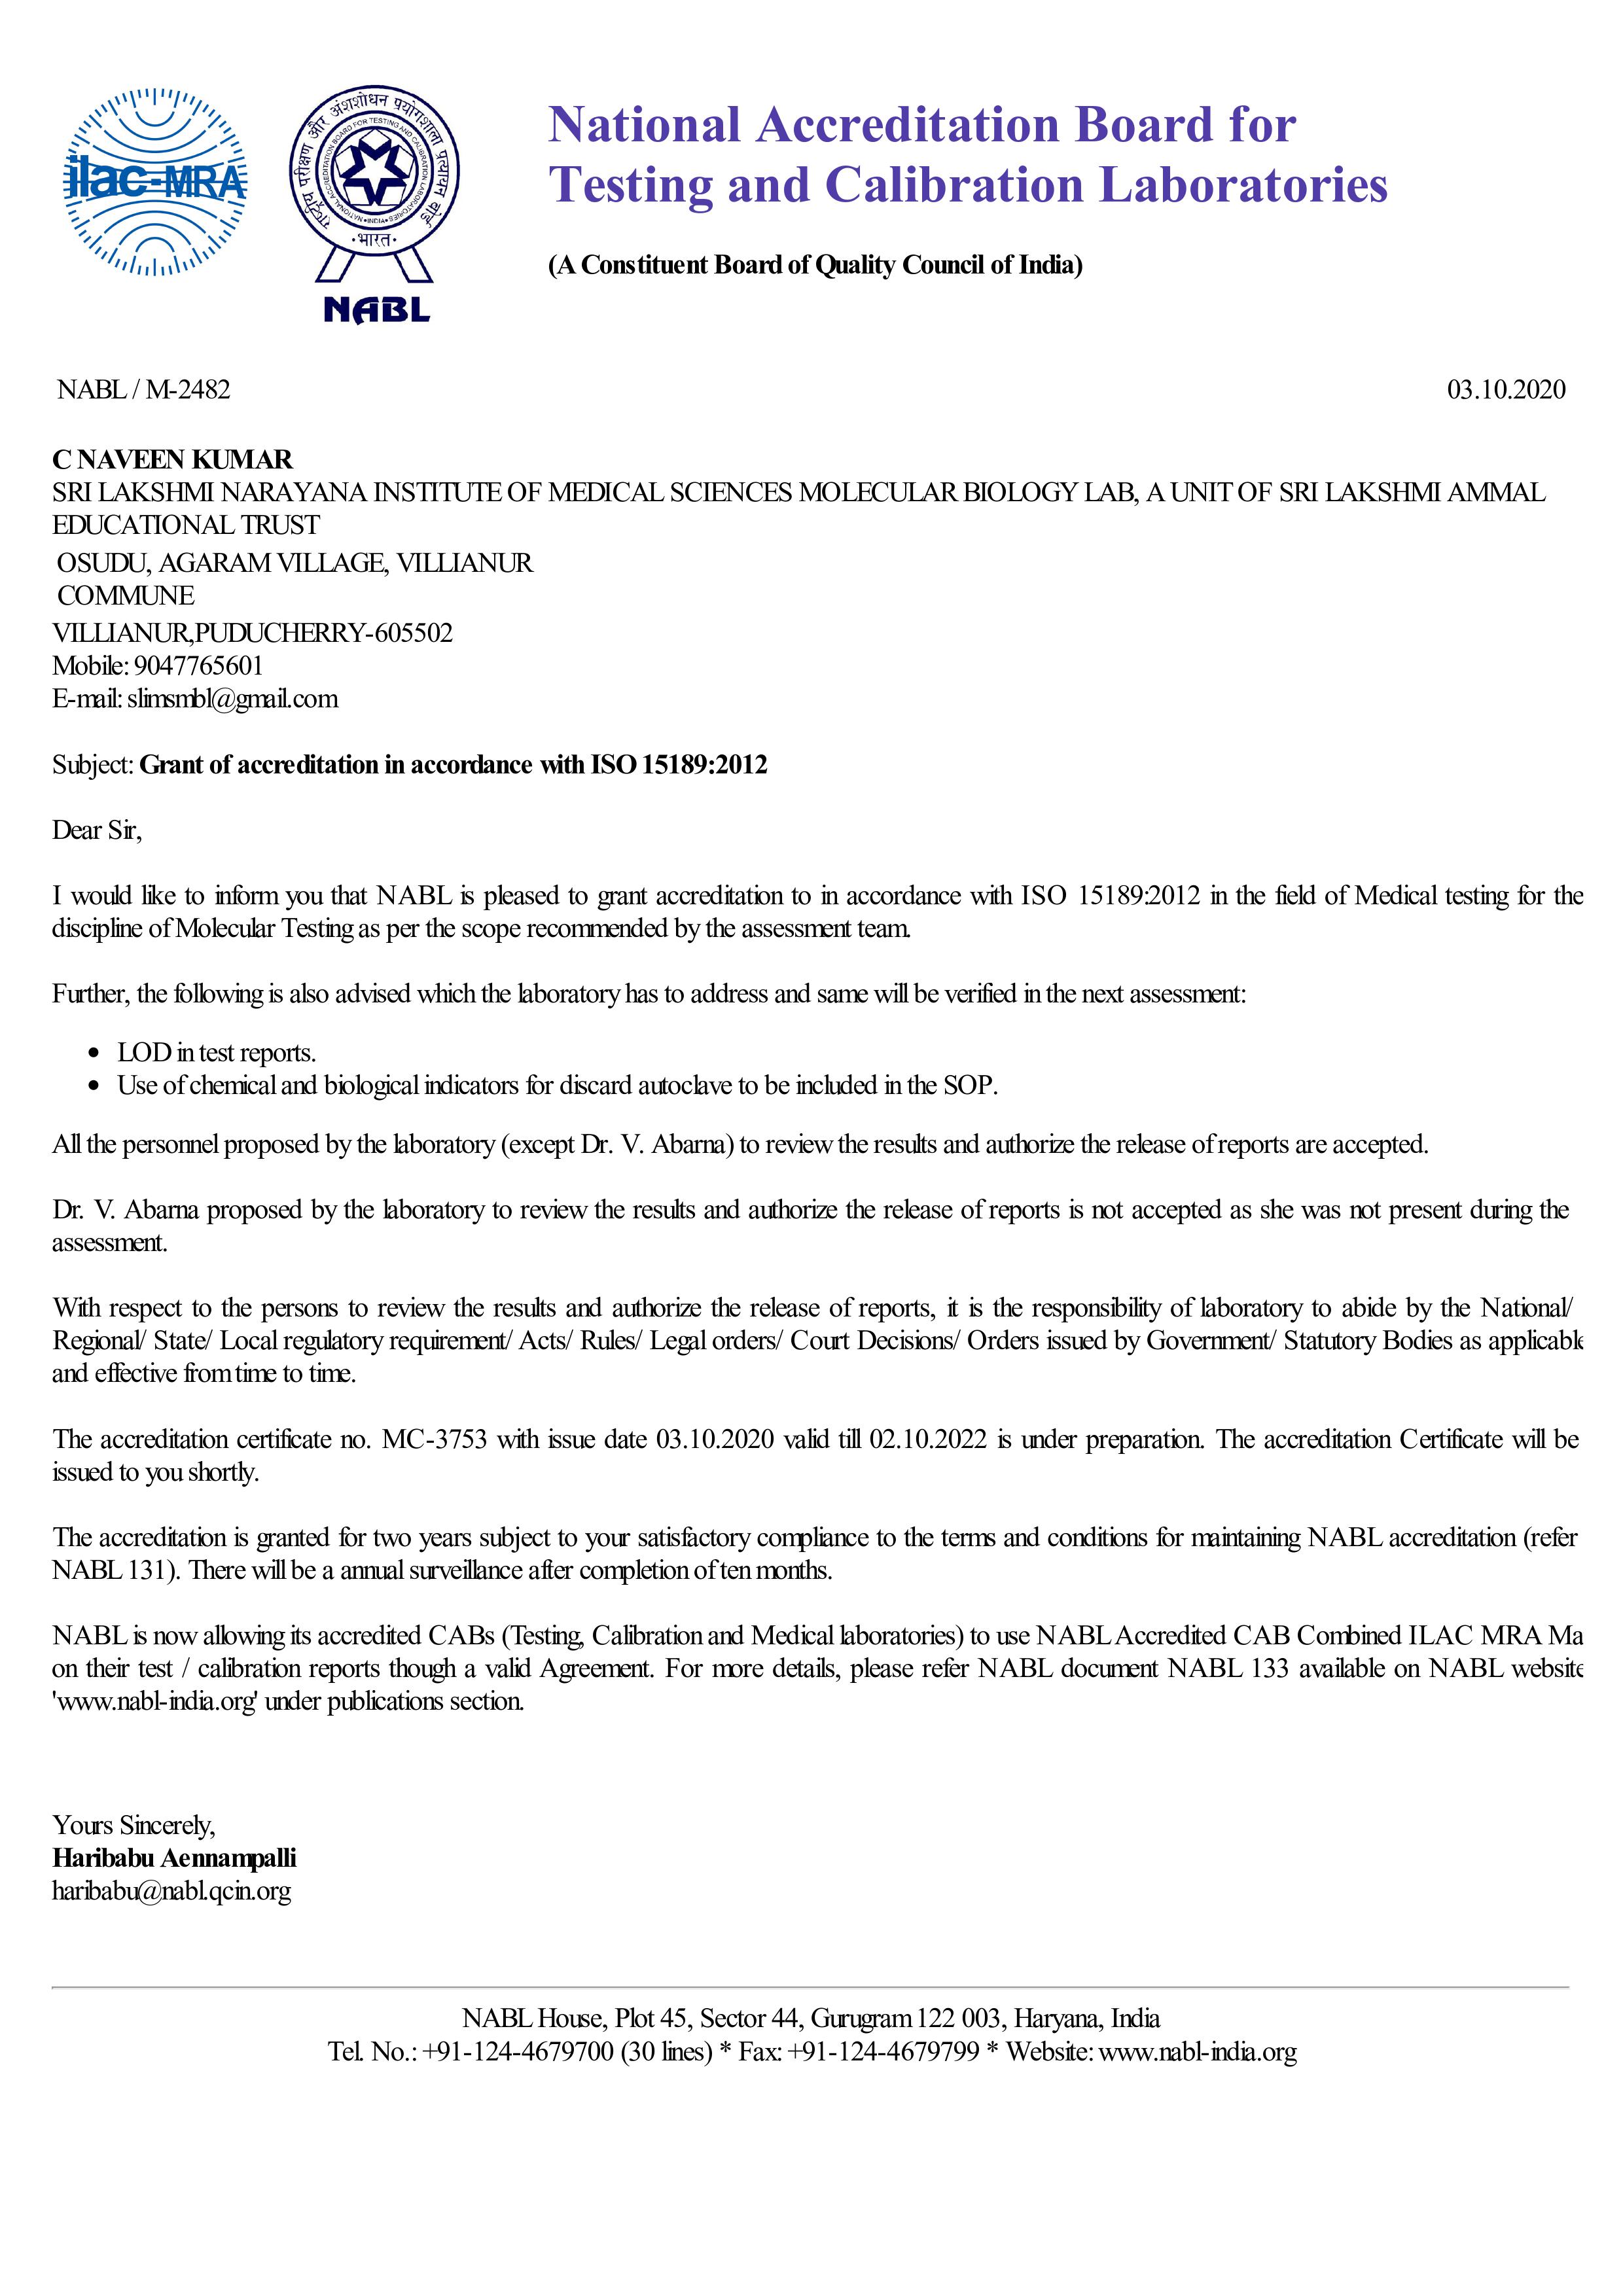 ilac-MRA
राष्ट्रीय परीक्षण और अंशशोधन प्रयोगशाला प्रत्यायन बोर्ड
NATIONAL ACCREDITATION BOARD FOR TESTING AND CALIBRATION LABORATORIES
•INDIA•
•भारत•
NABL
National Accreditation Board for
Testing and Calibration Laboratories
(A Constituent Board of Quality Council of India)
NABL / M-2482 03.10.2020
C NAVEEN KUMAR
SRI LAKSHMI NARAYANA INSTITUTE OF MEDICAL SCIENCES MOLECULAR BIOLOGY LAB, A UNIT OF SRI LAKSHMI AMMAL
EDUCATIONAL TRUST
OSUDU, AGARAM VILLAGE, VILLIANUR
COMMUNE
VILLIANUR,PUDUCHERRY-605502
Mobile: 9047765601
E-mail: slimsmbl@gmail.com
Subject: Grant of accreditation in accordance with ISO 15189:2012
Dear Sir,
I would like to inform you that NABL is pleased to grant accreditation to in accordance with ISO 15189:2012 in the field of Medical testing for the
discipline of Molecular Testing as per the scope recommended by the assessment team.
Further, the following is also advised which the laboratory has to address and same will be verified in the next assessment:
• LOD in test reports.
• Use of chemical and biological indicators for discard autoclave to be included in the SOP.
All the personnel proposed by the laboratory (except Dr. V. Abarna) to review the results and authorize the release of reports are accepted.
Dr. V. Abarna proposed by the laboratory to review the results and authorize the release of reports is not accepted as she was not present during the
assessment.
With respect to the persons to review the results and authorize the release of reports, it is the responsibility of laboratory to abide by the National/
Regional/ State/ Local regulatory requirement/ Acts/ Rules/ Legal orders/ Court Decisions/ Orders issued by Government/ Statutory Bodies as applicable
and effective from time to time.
The accreditation certificate no. MC-3753 with issue date 03.10.2020 valid till 02.10.2022 is under preparation. The accreditation Certificate will be
issued to you shortly.
The accreditation is granted for two years subject to your satisfactory compliance to the terms and conditions for maintaining NABL accreditation (refer
NABL 131). There will be a annual surveillance after completion of ten months.
NABL is now allowing its accredited CABs (Testing, Calibration and Medical laboratories) to use NABL Accredited CAB Combined ILAC MRA Ma
on their test / calibration reports though a valid Agreement. For more details, please refer NABL document NABL 133 available on NABL website
'www.nabl-india.org' under publications section.
Yours Sincerely,
Haribabu Aennampalli
haribabu@nabl.qcin.org
NABL House, Plot 45, Sector 44, Gurugram 122 003, Haryana, India
Tel. No.: +91-124-4679700 (30 lines) * Fax: +91-124-4679799 * Website: www.nabl-india.org